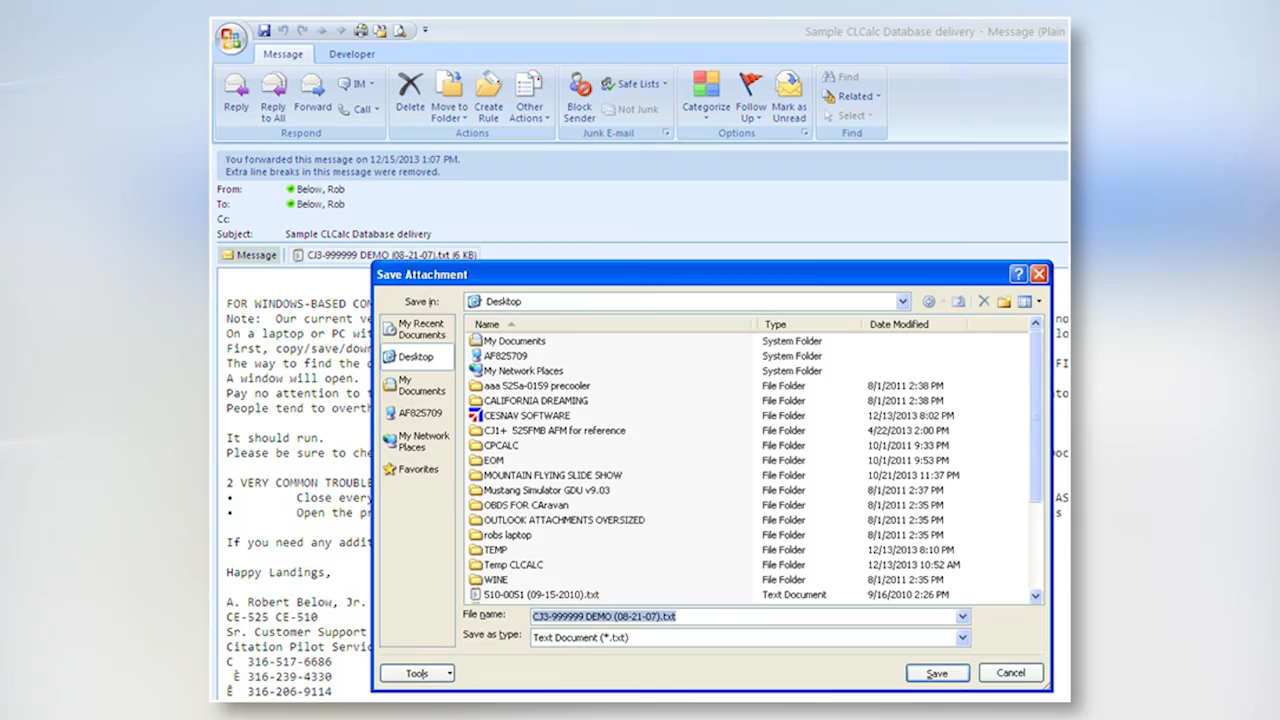 Sample CLCalc Database delivery - Message (Plain
Message Developer
Reply Reply to All Forward IM Call
Delete Move to Folder Create Rule Other Actions
Block Sender Safe Lists Not Junk
Categorize Follow Up Mark as Unread
Find Related Select
Respond Actions Junk E-mail Options Find
You forwarded this message on 12/15/2013 1:07 PM.
Extra line breaks in this message were removed.
From: Below, Rob
To: Below, Rob
Cc:
Subject: Sample CLCalc Database delivery
Message CJ3-999999 DEMO (08-21-07).txt (6 KB)
FOR WINDOWS-BASED
Note: Our current
On a laptop or PC
First,
The way to find the
A window will open.
Pay no attention to
People tend to
It should run.
Please be sure to
2 VERY COMMON
• Close
• Open the
If you need any
Happy Landings,
A. Robert Below, Jr.
CE-525 CE-510
Sr. Customer Support
Citation Pilot
C 316-517-6686
È 316-239-4330
Ê 316-206-9114
Save Attachment
Save in: Desktop
My Recent Documents
Desktop
My Documents
AF825709
My Network Places
Favorites
Name Type Date Modified
My Documents System Folder
AF825709 System Folder
My Network Places System Folder
aaa 525a-0159 precooler File Folder 8/1/2011 2:38 PM
CALIFORNIA DREAMING File Folder 8/1/2011 2:38 PM
CESNAV SOFTWARE File Folder 12/13/2013 8:02 PM
CJ1+ 525FMB AFM for reference File Folder 4/22/2013 2:00 PM
CPCALC File Folder 10/1/2011 9:33 PM
EOM File Folder 10/1/2011 9:53 PM
MOUNTAIN FLYING SLIDE SHOW File Folder 10/21/2013 11:37 PM
Mustang Simulator GDU v9.03 File Folder 8/1/2011 2:37 PM
OBDS FOR CAravan File Folder 8/1/2011 2:35 PM
OUTLOOK ATTACHMENTS OVERSIZED File Folder 8/1/2011 2:35 PM
robs laptop File Folder 8/1/2011 2:35 PM
TEMP File Folder 12/13/2013 8:10 PM
Temp CLCALC File Folder 12/13/2013 10:52 AM
WINE File Folder 8/1/2011 2:35 PM
510-0051 (09-15-2010).txt Text Document 9/16/2010 2:26 PM
File name: CJ3-999999 DEMO (08-21-07).txt
Save as type: Text Document (*.txt)
Tools Save Cancel